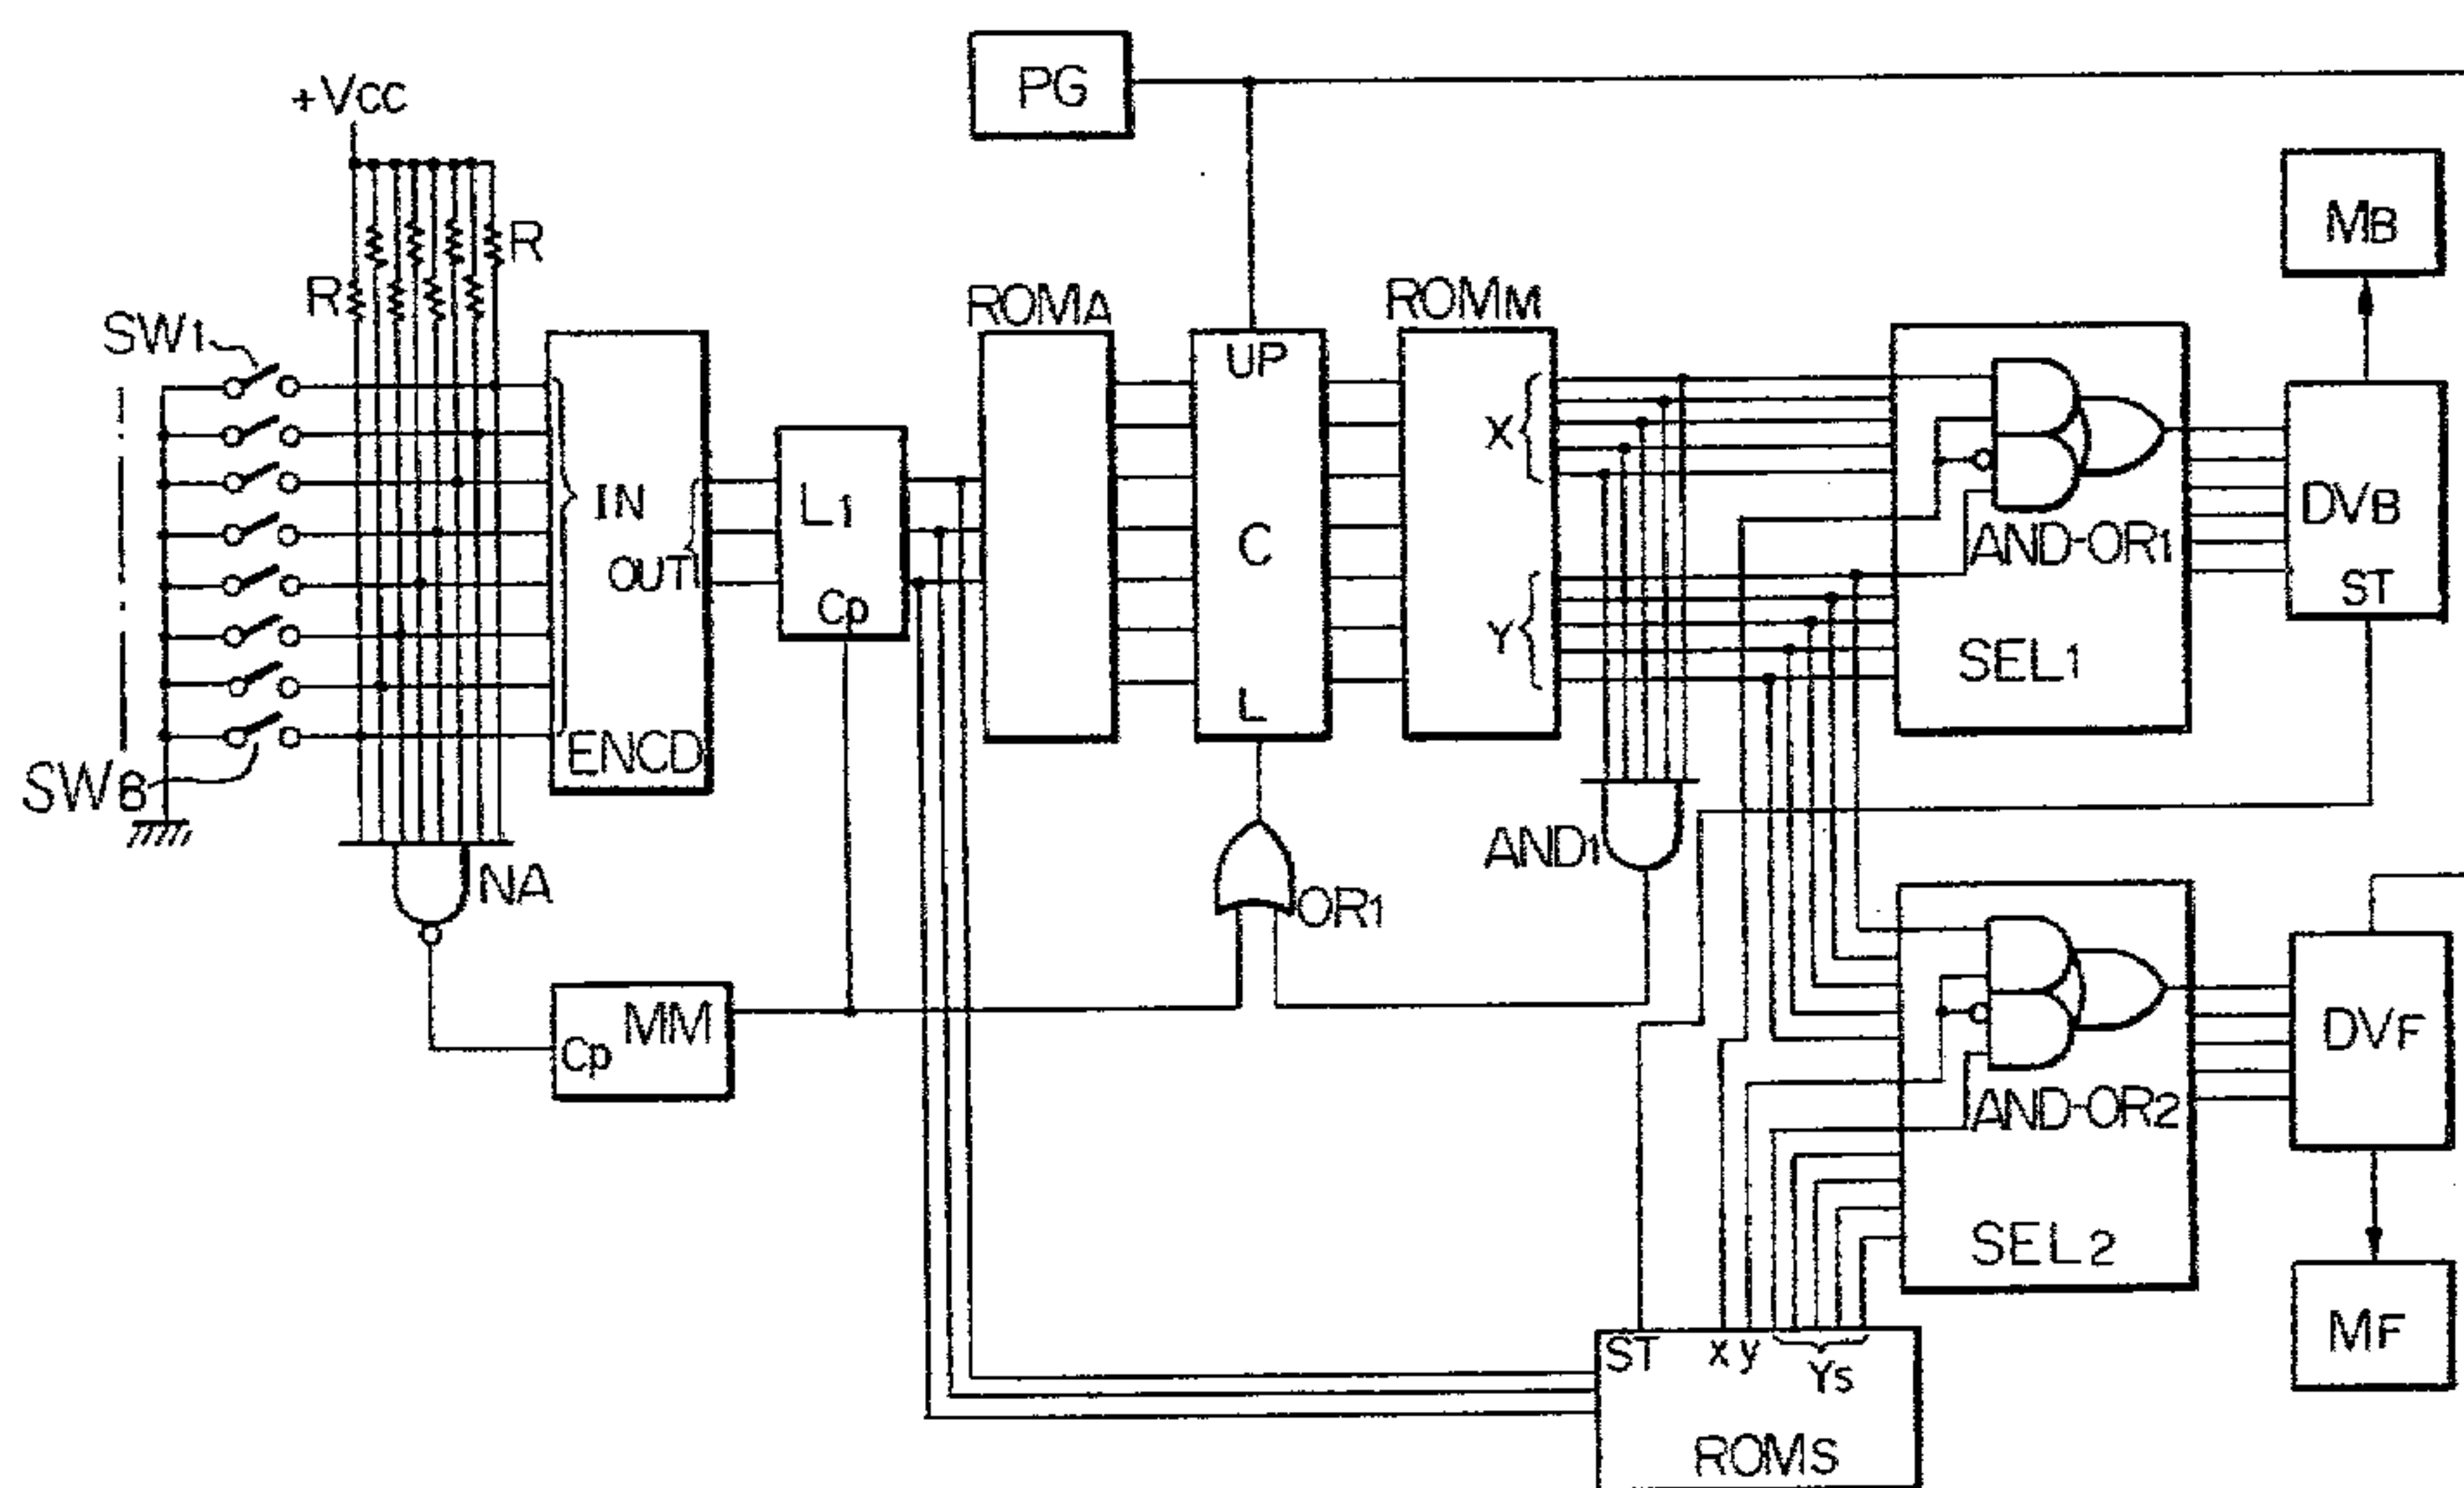 PG
+Vcc
MB
R
R
ROMA
ROMM
SW1
UP
X
IN
L1
C
AND-OR1
DVB
OUT
Cp
ST
Y
SEL1
L
ENCD
SW8
AND1
NA
OR1
MM
Cp
DVF
AND-OR2
SEL2
MF
ST
x y
YS
ROMS